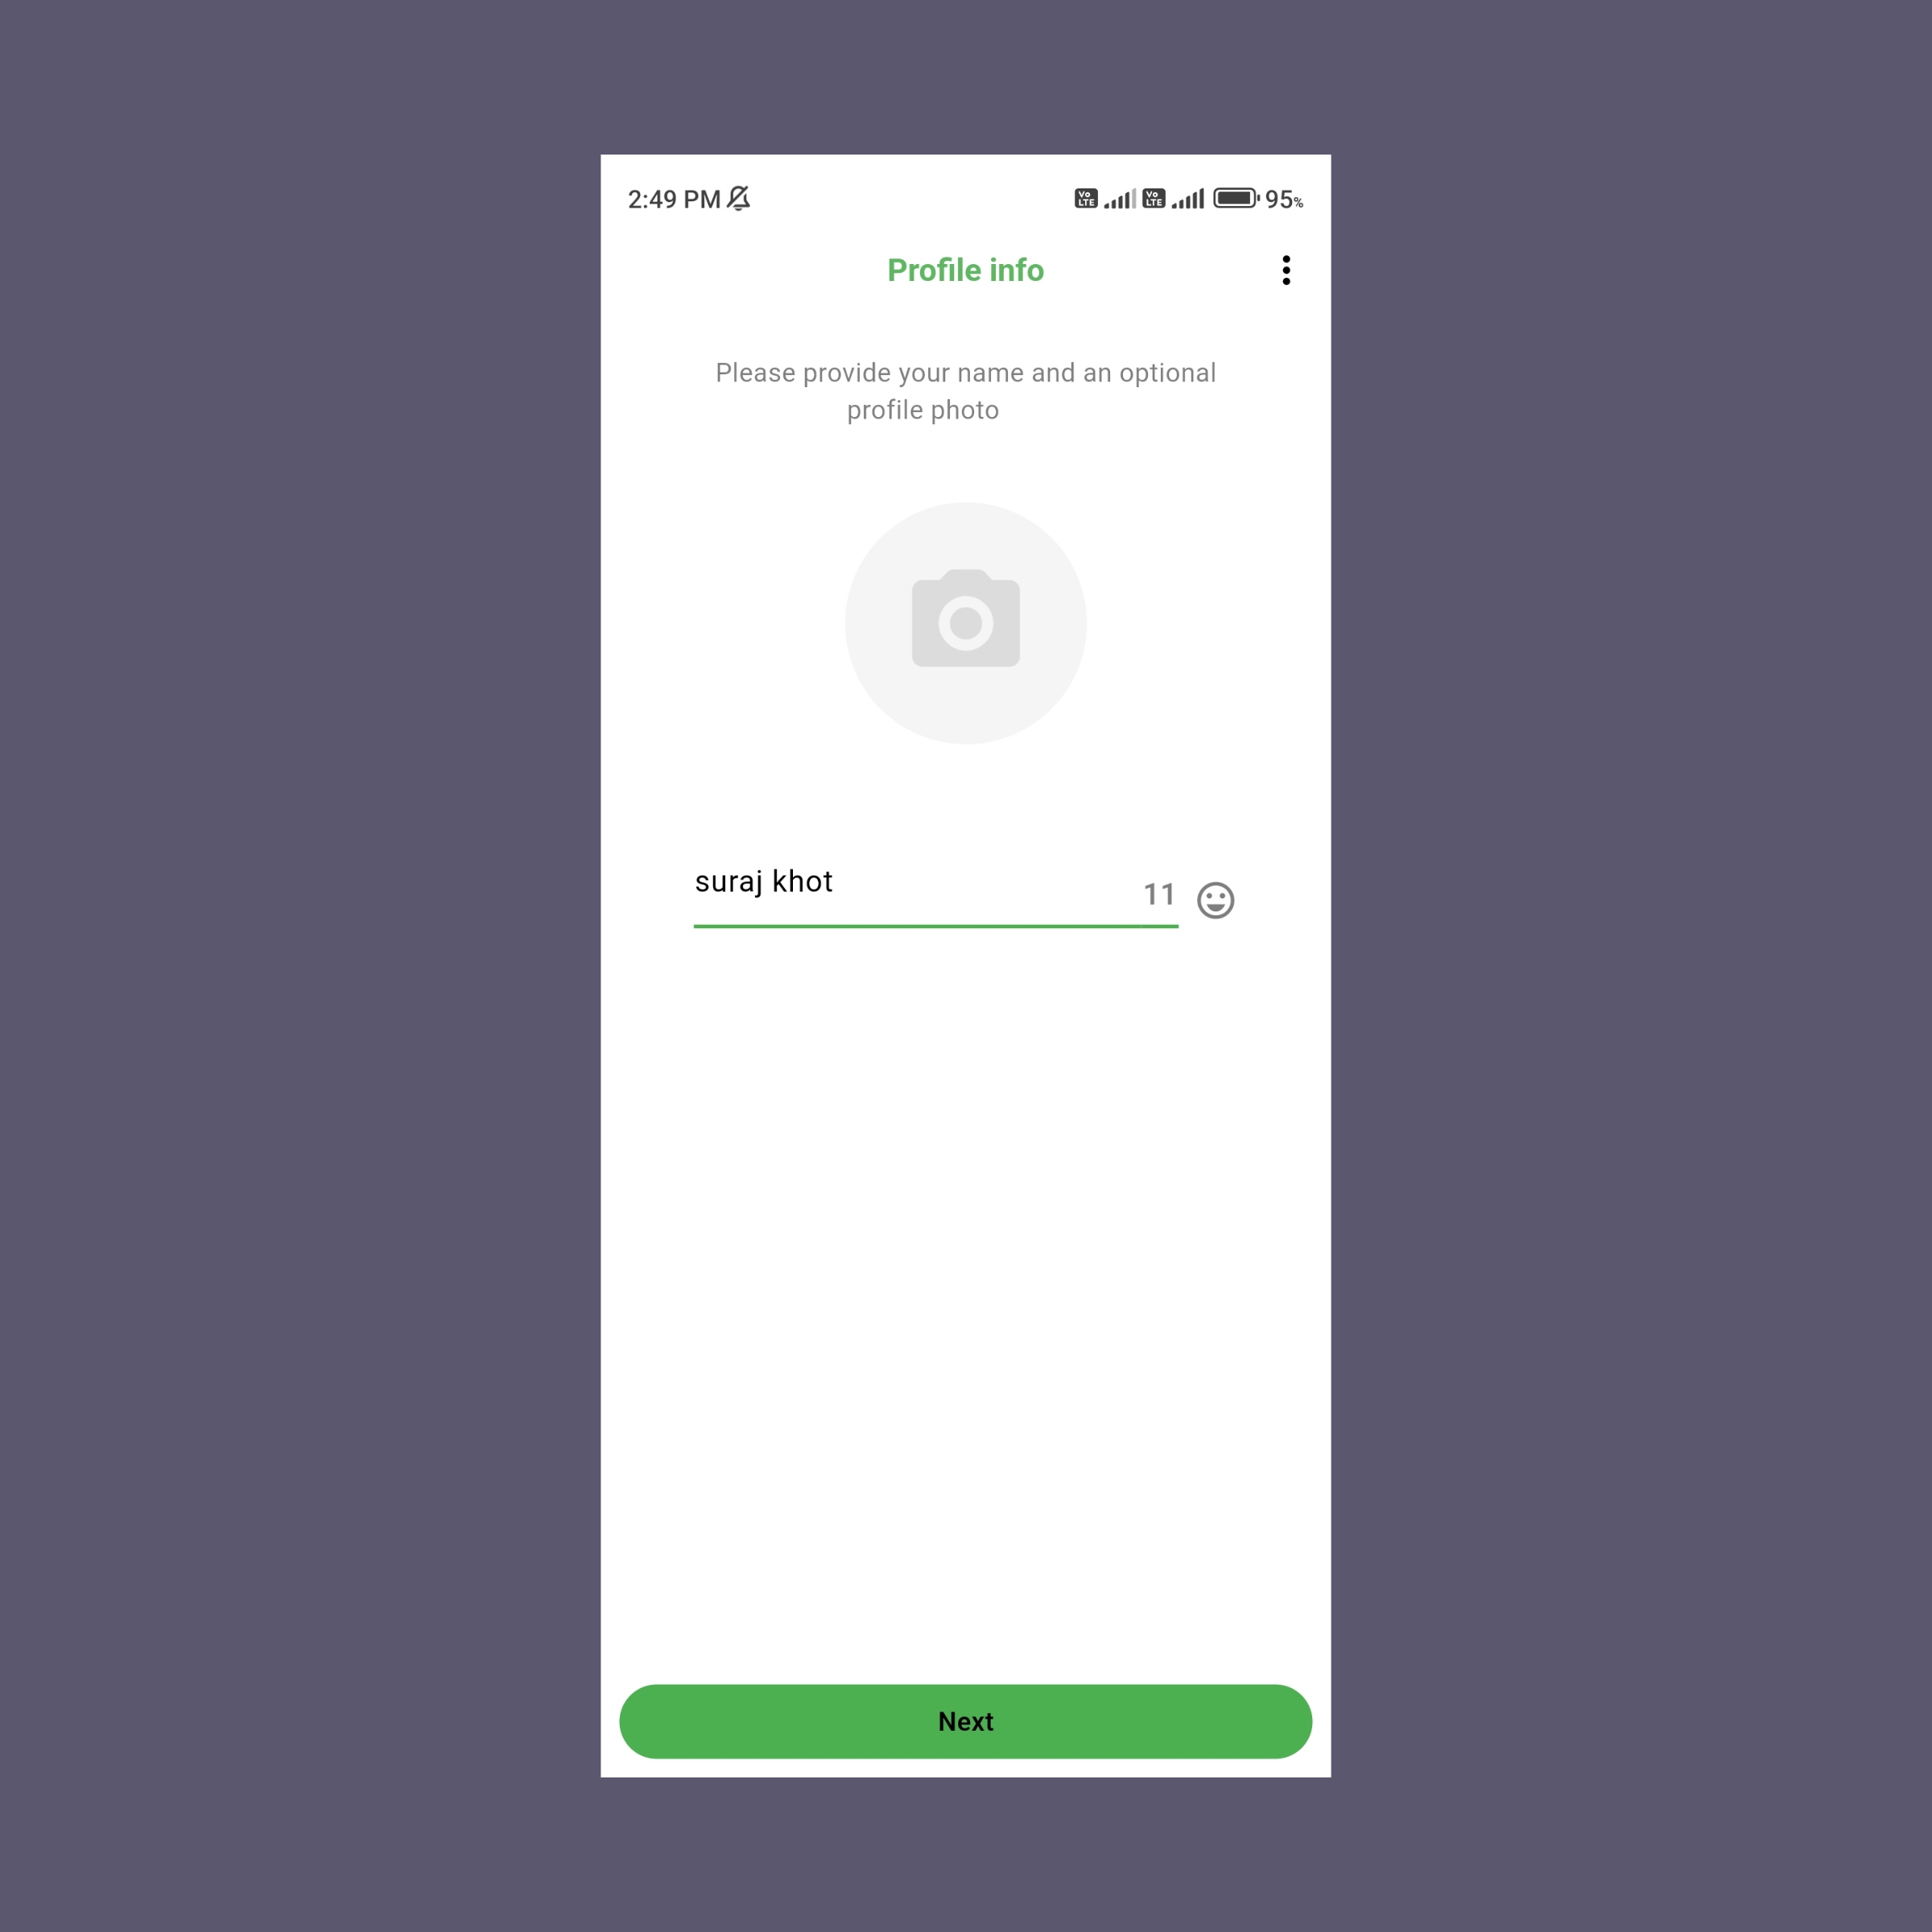 2:49 PM Vo LTE Vo LTE 95%
Profile info
Please provide your name and an optional
profile photo
suraj khot 11
Next